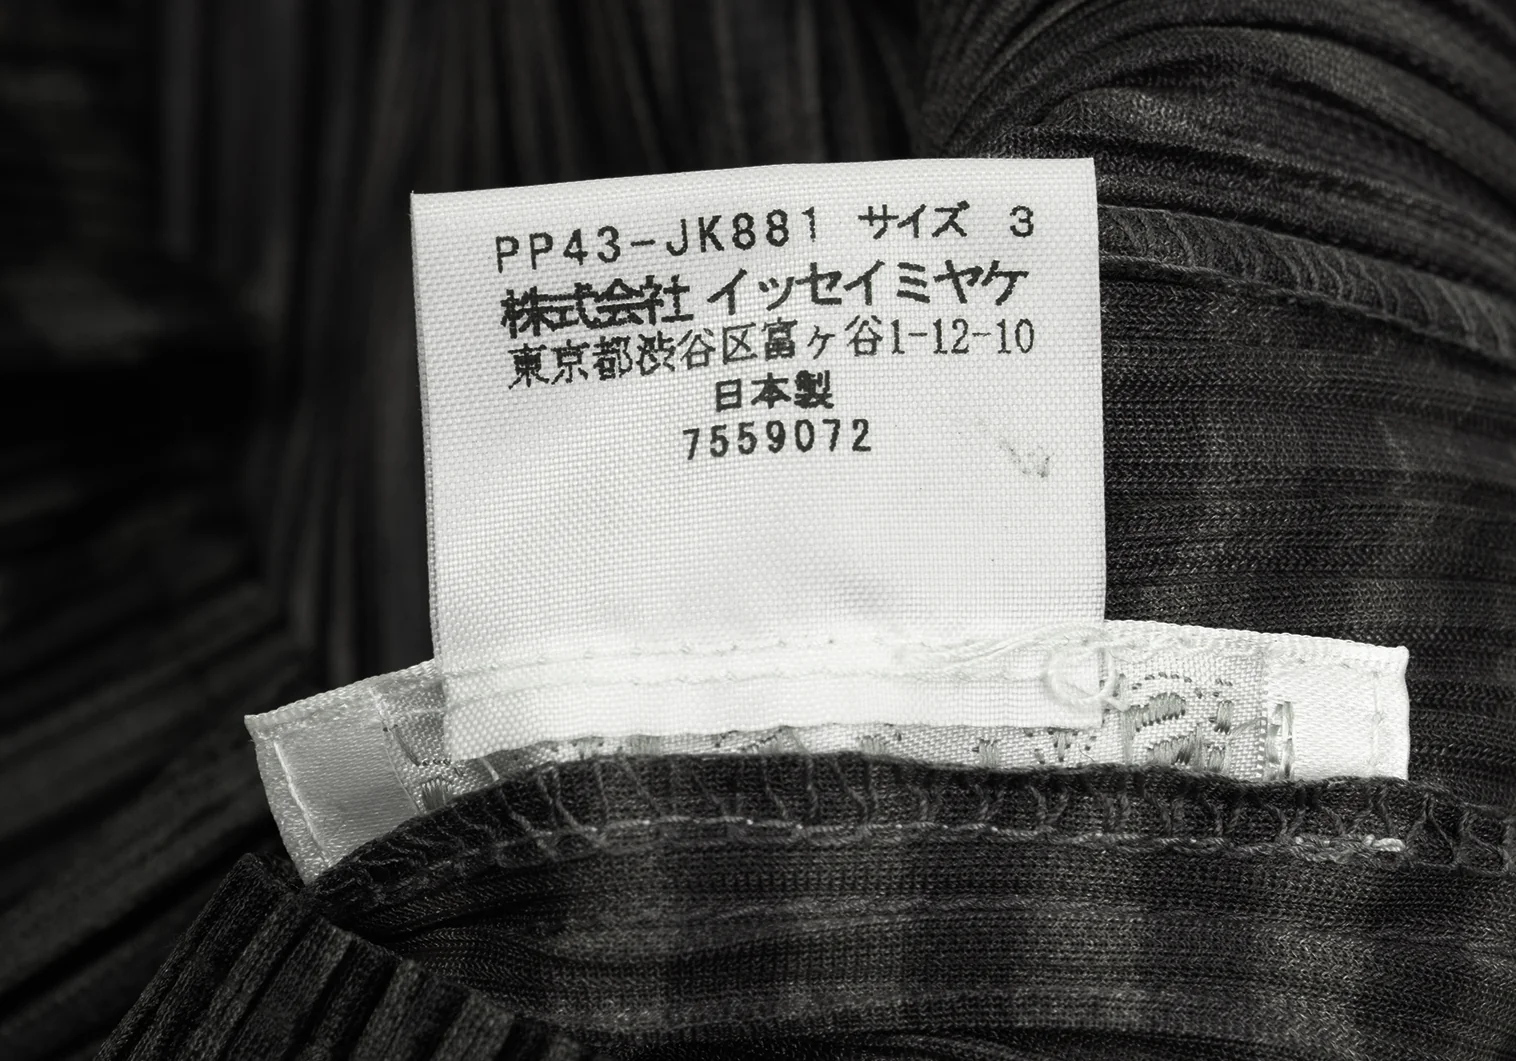 PP43-JK881 サイズ 3
株式会社 イッセイミヤケ
東京都渋谷区富ヶ谷1-12-10
日本製
7559072